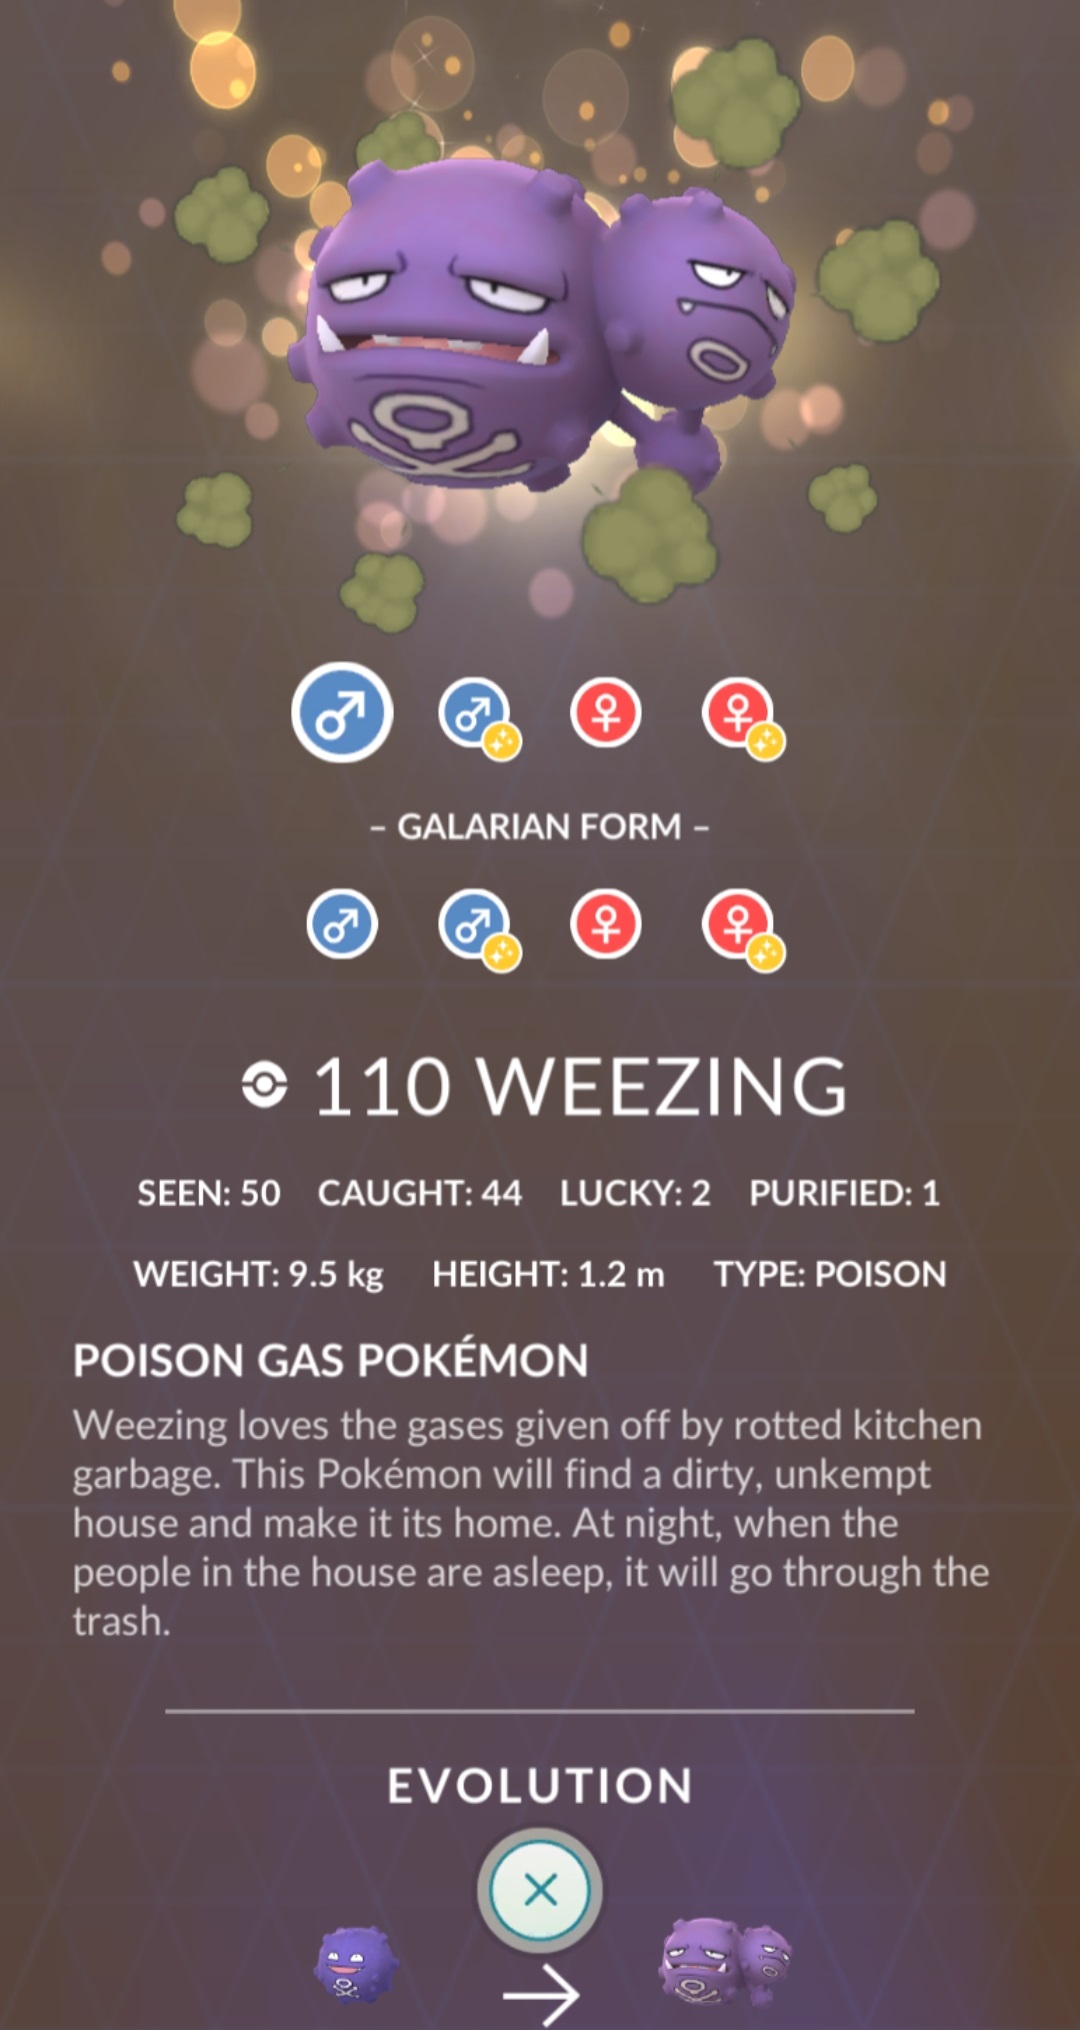 – GALARIAN FORM –
110 WEEZING
SEEN: 50 CAUGHT: 44 LUCKY: 2 PURIFIED: 1
WEIGHT: 9.5 kg HEIGHT: 1.2 m TYPE: POISON
POISON GAS POKÉMON
Weezing loves the gases given off by rotted kitchen
garbage. This Pokémon will find a dirty, unkempt
house and make it its home. At night, when the
people in the house are asleep, it will go through the
trash.
EVOLUTION